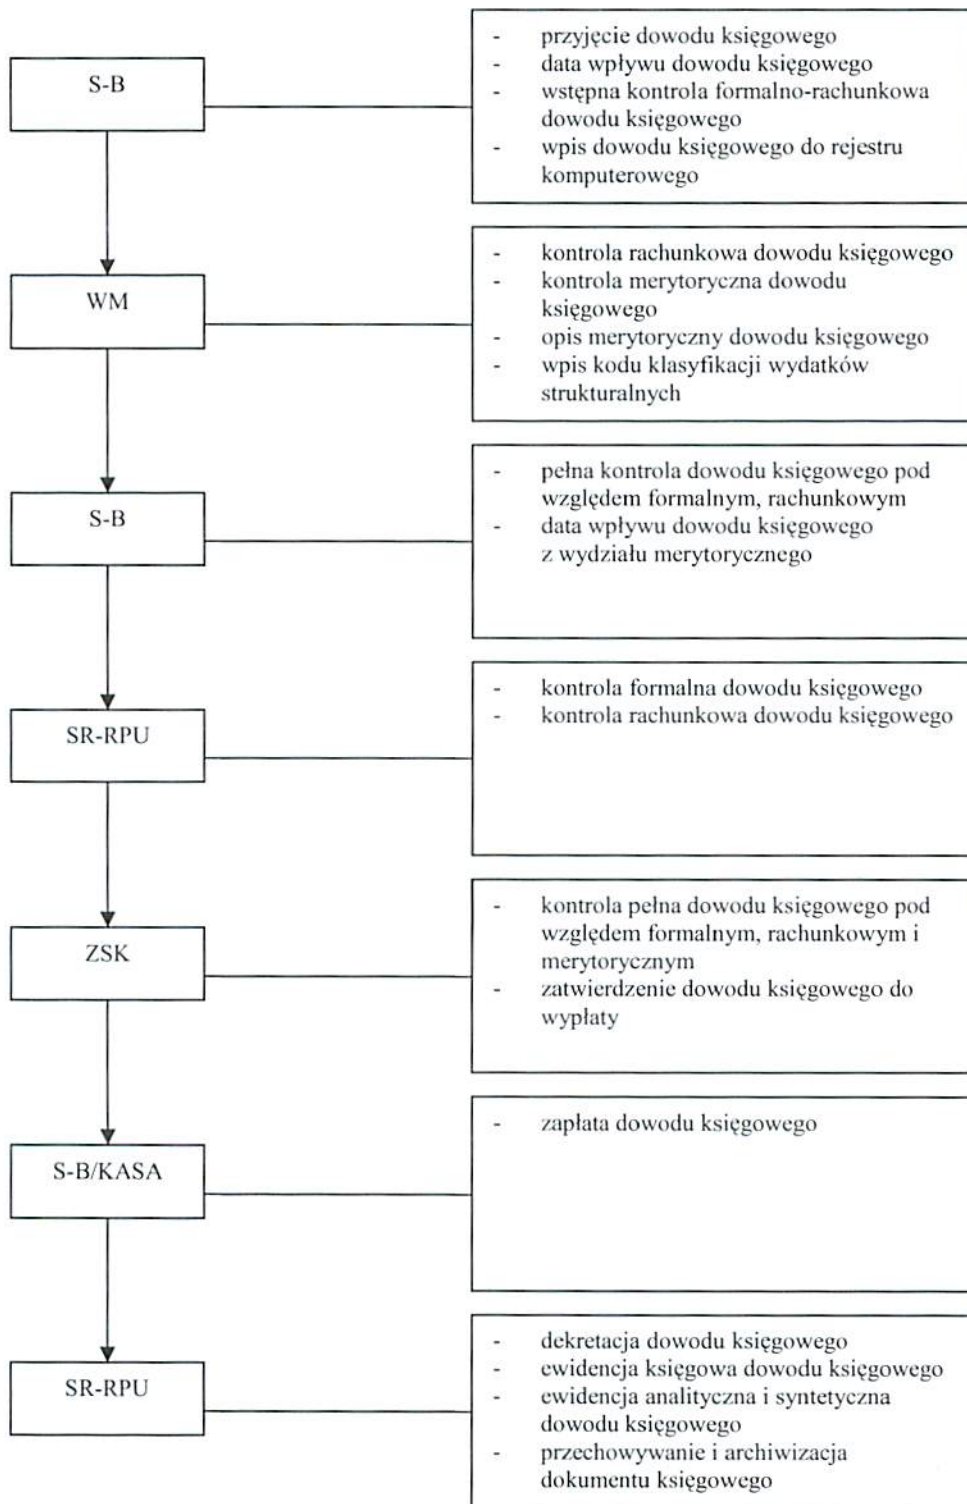 S-B
- przyjęcie dowodu księgowego
- data wpływu dowodu księgowego
- wstępna kontrola formalno-rachunkowa
dowodu księgowego
- wpis dowodu księgowego do rejestru
komputerowego
WM
- kontrola rachunkowa dowodu księgowego
- kontrola merytoryczna dowodu
księgowego
- opis merytoryczny dowodu księgowego
- wpis kodu klasyfikacji wydatków
strukturalnych
S-B
- pełna kontrola dowodu księgowego pod
względem formalnym, rachunkowym
- data wpływu dowodu księgowego
z wydziału merytorycznego
SR-RPU
- kontrola formalna dowodu księgowego
- kontrola rachunkowa dowodu księgowego
ZSK
- kontrola pełna dowodu księgowego pod
względem formalnym, rachunkowym i
merytorycznym
- zatwierdzenie dowodu księgowego do
wypłaty
S-B/KASA
- zapłata dowodu księgowego
SR-RPU
- dekretacja dowodu księgowego
- ewidencja księgowa dowodu księgowego
- ewidencja analityczna i syntetyczna
dowodu księgowego
- przechowywanie i archiwizacja
dokumentu księgowego